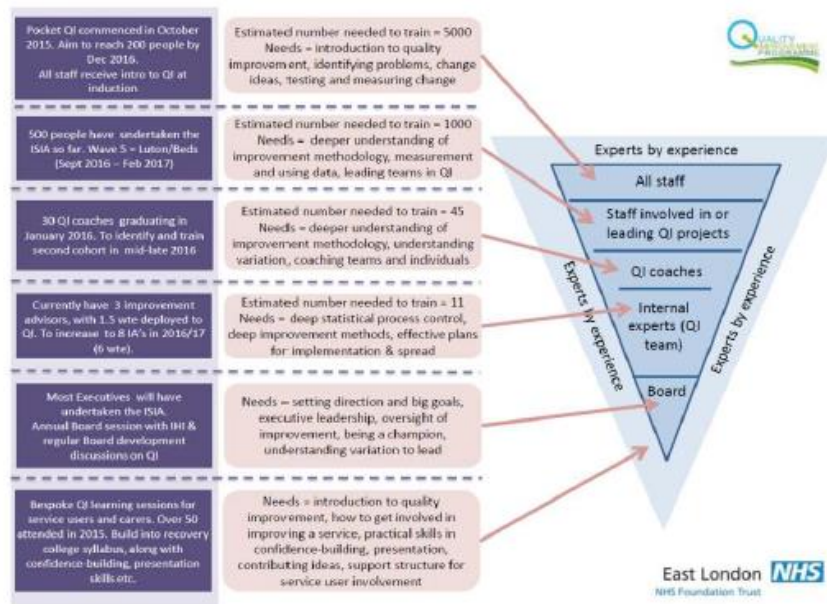 Pocket QI commenced in October
2015. Aim to reach 200 people by
Dec 2016.
All staff receive intro to QI at
induction
Estimated number needed to train = 5000
Needs = introduction to quality
improvement, identifying problems, change
ideas, testing and measuring change
500 people have undertaken the
ISIA so far. Wave 5 = Luton/Beds
(Sept 2016 – Feb 2017)
Estimated number needed to train = 1000
Needs = deeper understanding of
improvement methodology, measurement
and using data, leading teams in QI
30 QI coaches graduating in
January 2016. To identify and train
second cohort in mid-late 2016
Estimated number needed to train = 45
Needs = deeper understanding of
improvement methodology, understanding
variation, coaching teams and individuals
Currently have 3 improvement
advisors, with 1.5 wte deployed to
QI. To increase to 8 IA's in 2016/17
(6 wte).
Estimated number needed to train = 11
Needs = deep statistical process control,
deep improvement methods, effective plans
for implementation & spread
Most Executives will have
undertaken the ISIA.
Annual Board session with IHI &
regular Board development
discussions on QI
Needs = setting direction and big goals,
executive leadership, oversight of
improvement, being a champion,
understanding variation to lead
Bespoke QI learning sessions for
service users and carers. Over 50
attended in 2015. Build into recovery
college syllabus, along with
confidence-building, presentation
skills etc.
Needs = introduction to quality
improvement, how to get involved in
improving a service, practical skills in
confidence-building, presentation,
contributing ideas, support structure for
service user involvement
QUALITY
IMPROVEMENT
PROGRAMME
Experts by experience
All staff
Staff involved in or
leading QI projects
QI coaches
Internal
experts (QI
team)
Board
Experts by experience
Experts by experience
East London NHS
NHS Foundation Trust